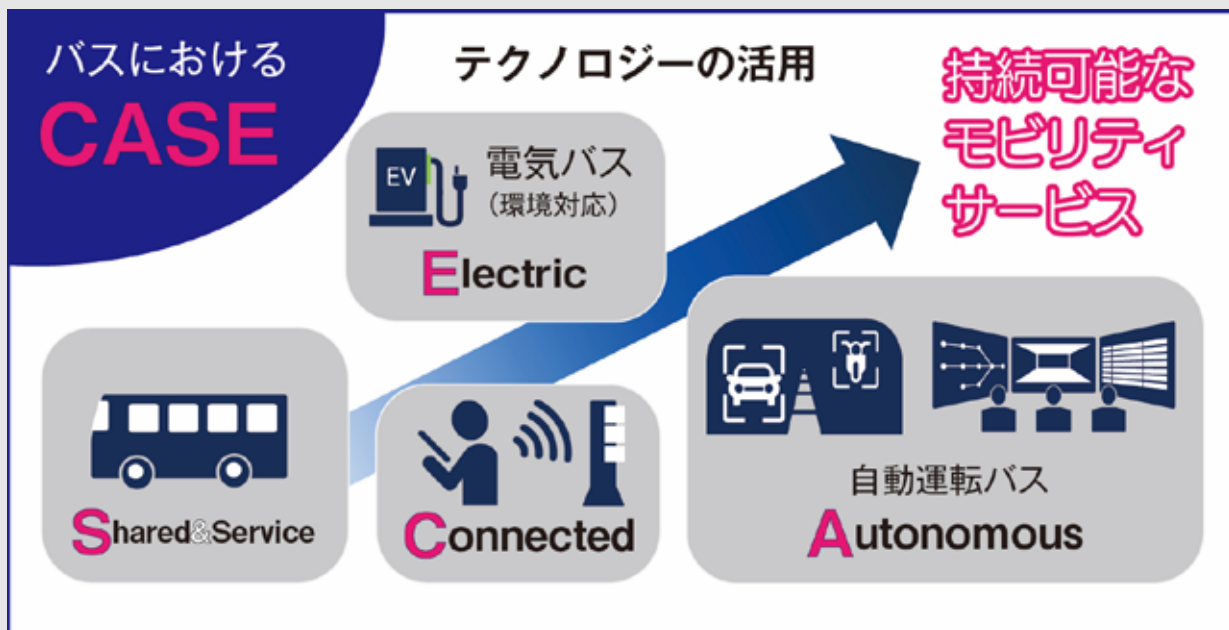 バスにおける
CASE
テクノロジーの活用
持続可能な
モビリティ
サービス
EV
電気バス
（環境対応）
Electric
Shared&Service
Connected
自動運転バス
Autonomous